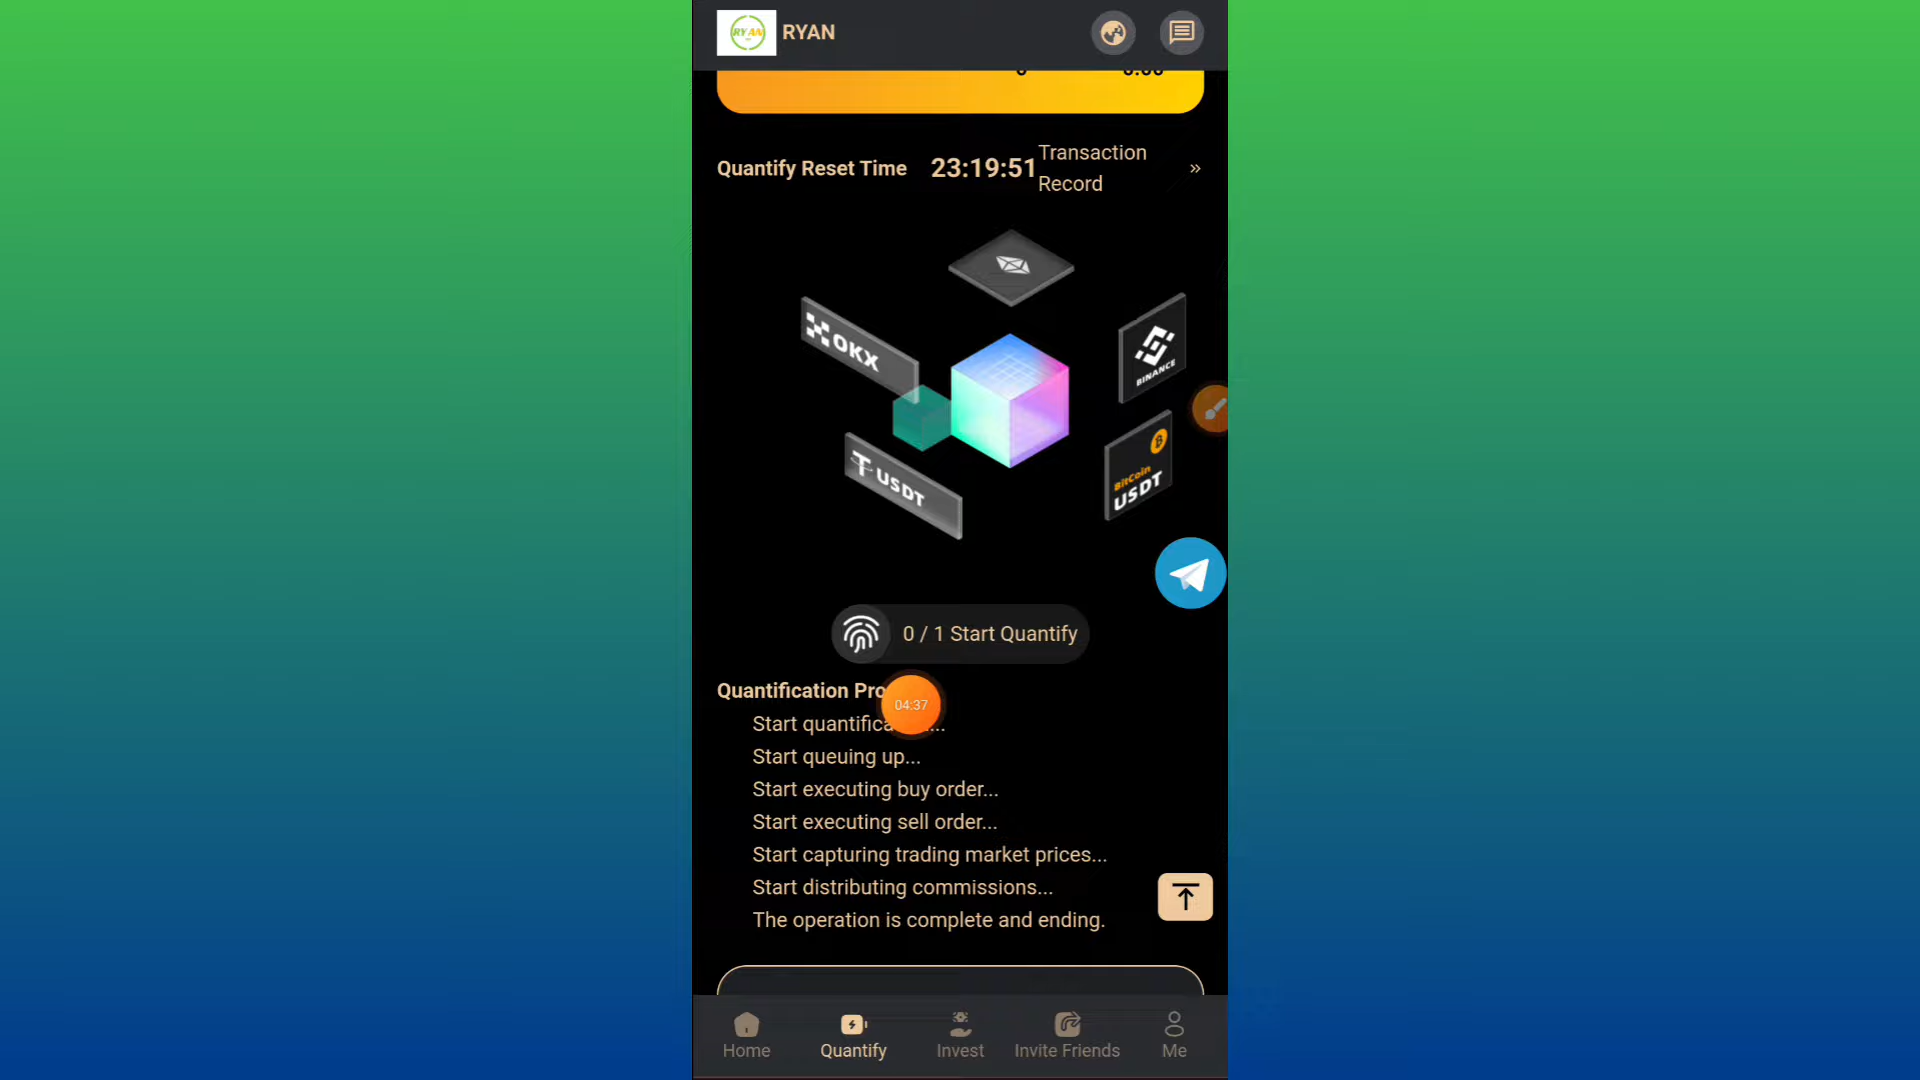 RYAN
RYAN
Quantify Reset Time
23:19:51
Transaction
Record
»
OKX
BINANCE
USDT
BitCoin
USDT
0 / 1 Start Quantify
Quantification Pro
04:37
Start quantifica...
Start queuing up...
Start executing buy order...
Start executing sell order...
Start capturing trading market prices...
Start distributing commissions...
The operation is complete and ending.
Home
Quantify
Invest
Invite Friends
Me